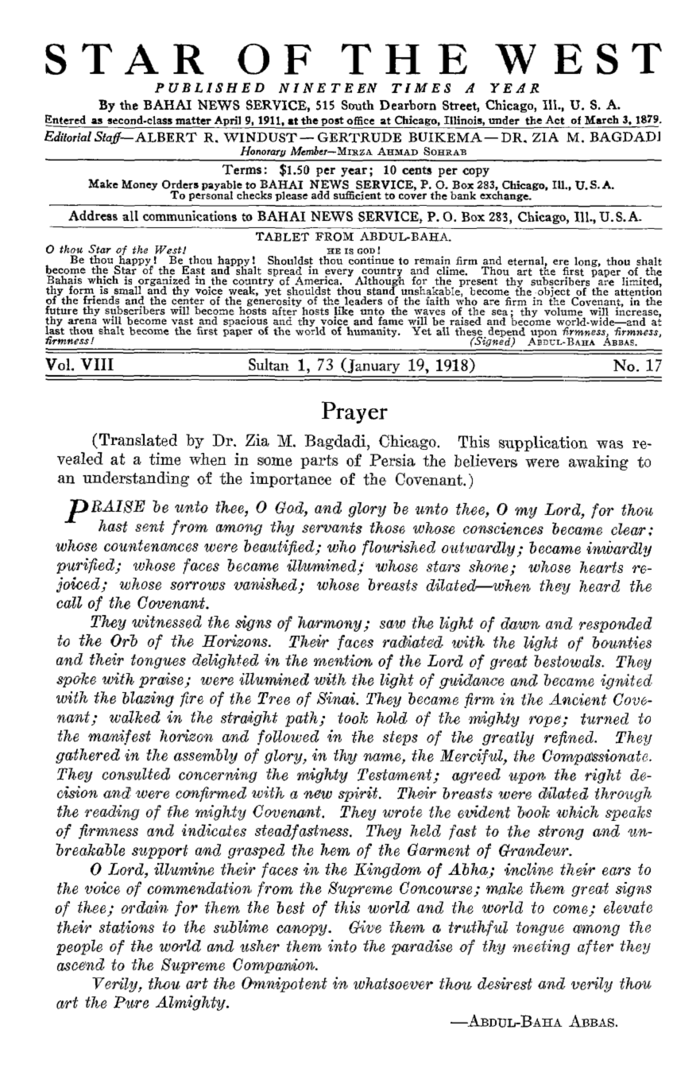 STAR OF THE WEST
PUBLISHED NINETEEN TIMES A YEAR
By the BAHAI NEWS SERVICE, 515 South Dearborn Street, Chicago, Ill., U. S. A.
Entered as second-class matter April 9, 1911, at the post office at Chicago, Illinois, under the Act of March 3, 1879.
Editorial Staff—ALBERT R. WINDUST—GERTRUDE BUIKEMA—DR. ZIA M. BAGDADI
Honorary Member—MIRZA AHMAD SOHRAB
Terms: $1.50 per year; 10 cents per copy
Make Money Orders payable to BAHAI NEWS SERVICE, P. O. Box 283, Chicago, Ill., U.S.A.
To personal checks please add sufficient to cover the bank exchange.
Address all communications to BAHAI NEWS SERVICE, P. O. Box 283, Chicago, Ill., U.S.A.
TABLET FROM ABDUL-BAHA.
O thou Star of the West! HE IS GOD!
Be thou happy! Be thou happy! Shouldst thou continue to remain firm and eternal, ere long, thou shalt
become the Star of the East and shalt spread in every country and clime. Thou art the first paper of the
Bahais which is organized in the country of America. Although for the present thy subscribers are limited,
thy form is small and thy voice weak, yet shouldst thou stand unshakable, become the object of the attention
of the friends and the center of the generosity of the leaders of the faith who are firm in the Covenant, in the
future thy subscribers will become hosts after hosts like unto the waves of the sea; thy volume will increase,
thy arena will become vast and spacious and thy voice and fame will be raised and become world-wide—and at
last thou shalt become the first paper of the world of humanity. Yet all these depend upon firmness, firmness,
firmness! (Signed) ABDUL-BAHA ABBAS.
Vol. VIII Sultan 1, 73 (January 19, 1918) No. 17
Prayer
(Translated by Dr. Zia M. Bagdadi, Chicago. This supplication was re-
vealed at a time when in some parts of Persia the believers were awaking to
an understanding of the importance of the Covenant.)
PRAISE be unto thee, O God, and glory be unto thee, O my Lord, for thou
hast sent from among thy servants those whose consciences became clear:
whose countenances were beautified; who flourished outwardly; became inwardly
purified; whose faces became illumined; whose stars shone; whose hearts re-
joiced; whose sorrows vanished; whose breasts dilated—when they heard the
call of the Covenant.
They witnessed the signs of harmony; saw the light of dawn and responded
to the Orb of the Horizons. Their faces radiated with the light of bounties
and their tongues delighted in the mention of the Lord of great bestowals. They
spoke with praise; were illumined with the light of guidance and became ignited
with the blazing fire of the Tree of Sinai. They became firm in the Ancient Cove-
nant; walked in the straight path; took hold of the mighty rope; turned to
the manifest horizon and followed in the steps of the greatly refined. They
gathered in the assembly of glory, in thy name, the Merciful, the Compassionate.
They consulted concerning the mighty Testament; agreed upon the right de-
cision and were confirmed with a new spirit. Their breasts were dilated through
the reading of the mighty Covenant. They wrote the evident book which speaks
of firmness and indicates steadfastness. They held fast to the strong and un-
breakable support and grasped the hem of the Garment of Grandeur.
O Lord, illumine their faces in the Kingdom of Abha; incline their ears to
the voice of commendation from the Supreme Concourse; make them great signs
of thee; ordain for them the best of this world and the world to come; elevate
their stations to the sublime canopy. Give them a truthful tongue among the
people of the world and usher them into the paradise of thy meeting after they
ascend to the Supreme Companion.
Verily, thou art the Omnipotent in whatsoever thou desirest and verily thou
art the Pure Almighty.
—ABDUL-BAHA ABBAS.